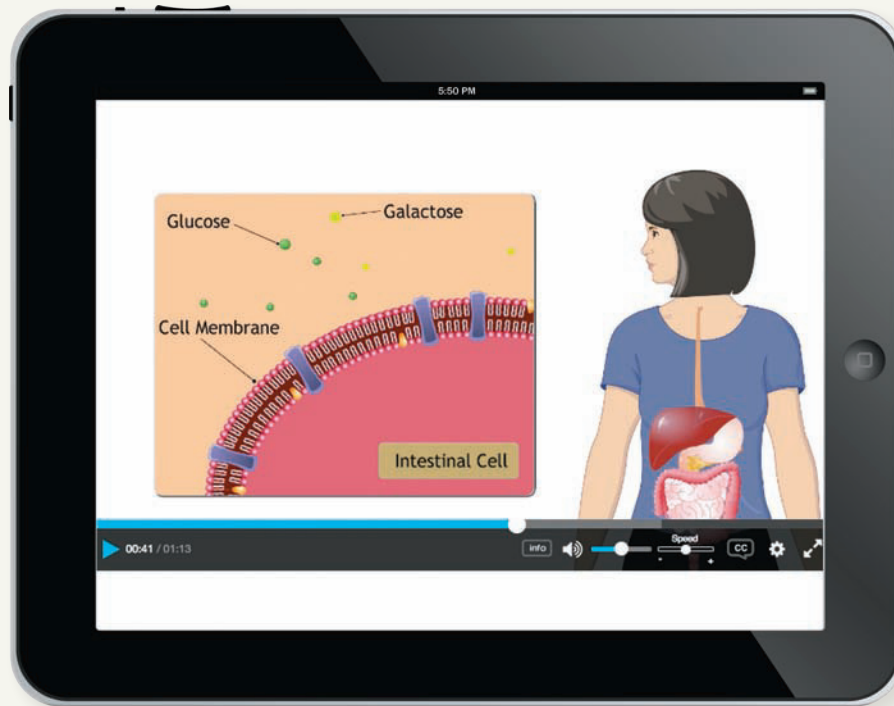 5:50 PM
Glucose
Galactose
Cell Membrane
Intestinal Cell
00:41 / 01:13
info
Speed
- +
CC